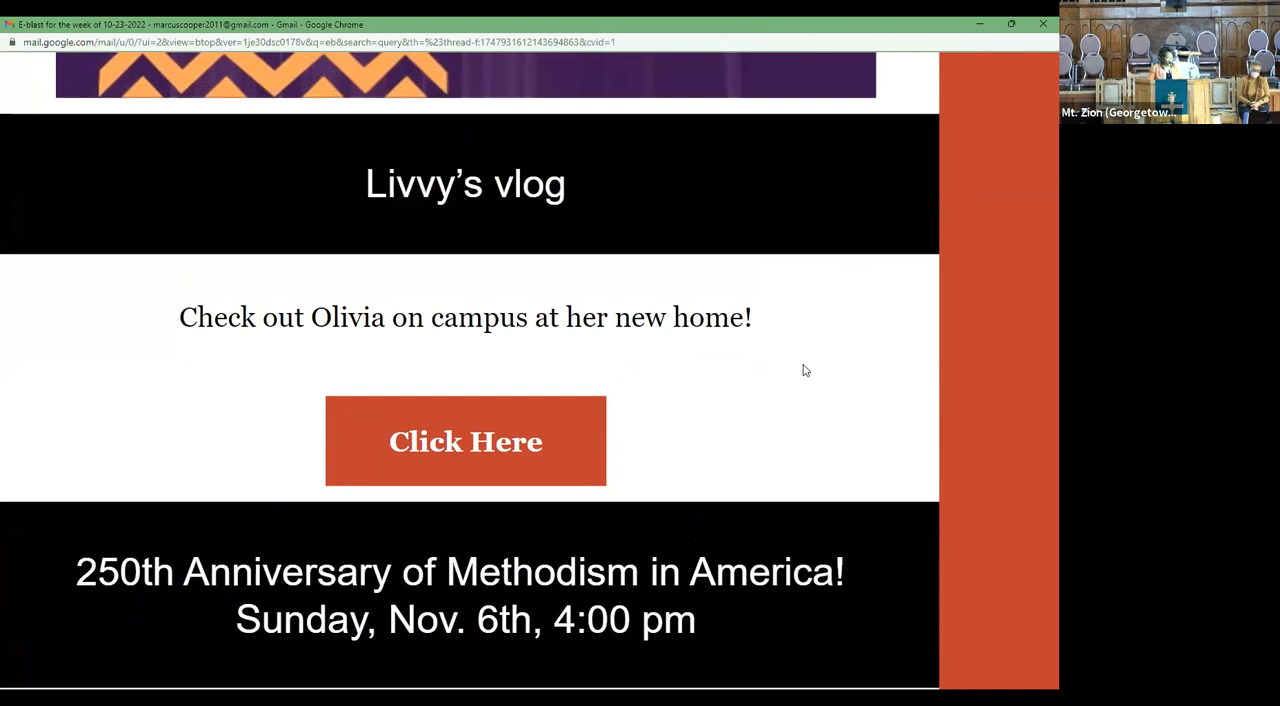 E-blast for the week of 10-23-2022 - marcuscooper2011@gmail.com - Gmail - Google Chrome
mail.google.com/mail/u/0/?ui=2&view=btop&ver=1je30dsc0178v&q=eb&search=query&th=%23thread-f:1747931612143694863&cvid=1
Mt. Zion (Georgetow...
Livvy’s vlog
Check out Olivia on campus at her new home!
Click Here
250th Anniversary of Methodism in America!
Sunday, Nov. 6th, 4:00 pm